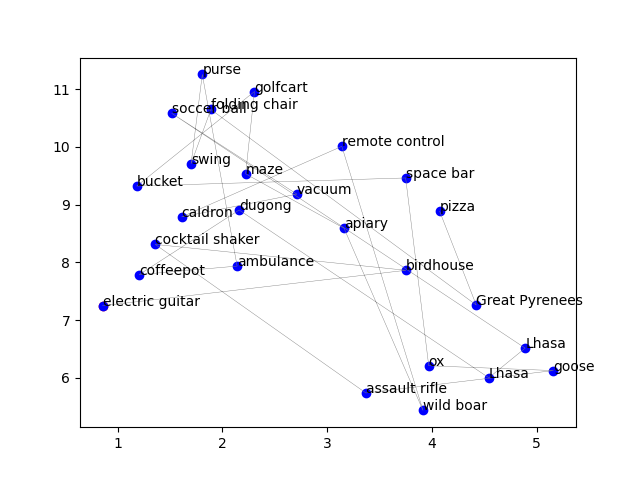 purse
golfcart
folding chair
soccer ball
remote control
swing
maze
space bar
bucket
vacuum
pizza
dugong
caldron
apiary
cocktail shaker
ambulance
birdhouse
coffeepot
Great Pyrenees
electric guitar
Lhasa
ox
goose
Lhasa
assault rifle
wild boar
11
10
9
8
7
6
1 2 3 4 5